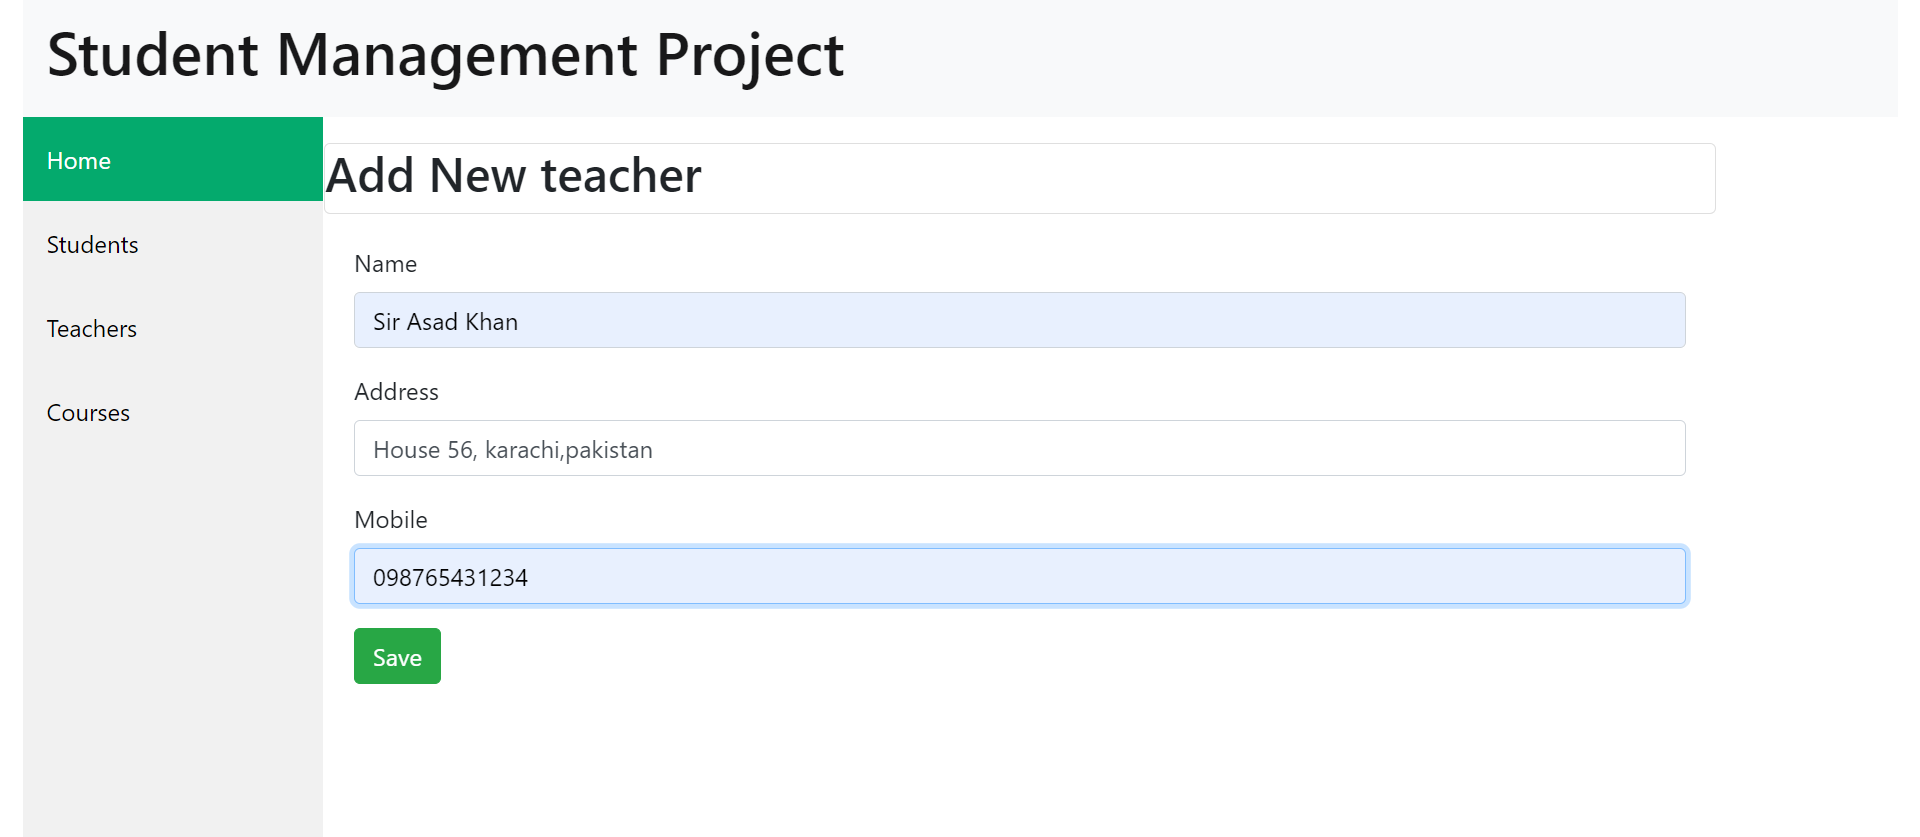 Student Management Project
Home
Students
Teachers
Courses
Add New teacher
Name
Sir Asad Khan
Address
House 56, karachi,pakistan
Mobile
098765431234
Save